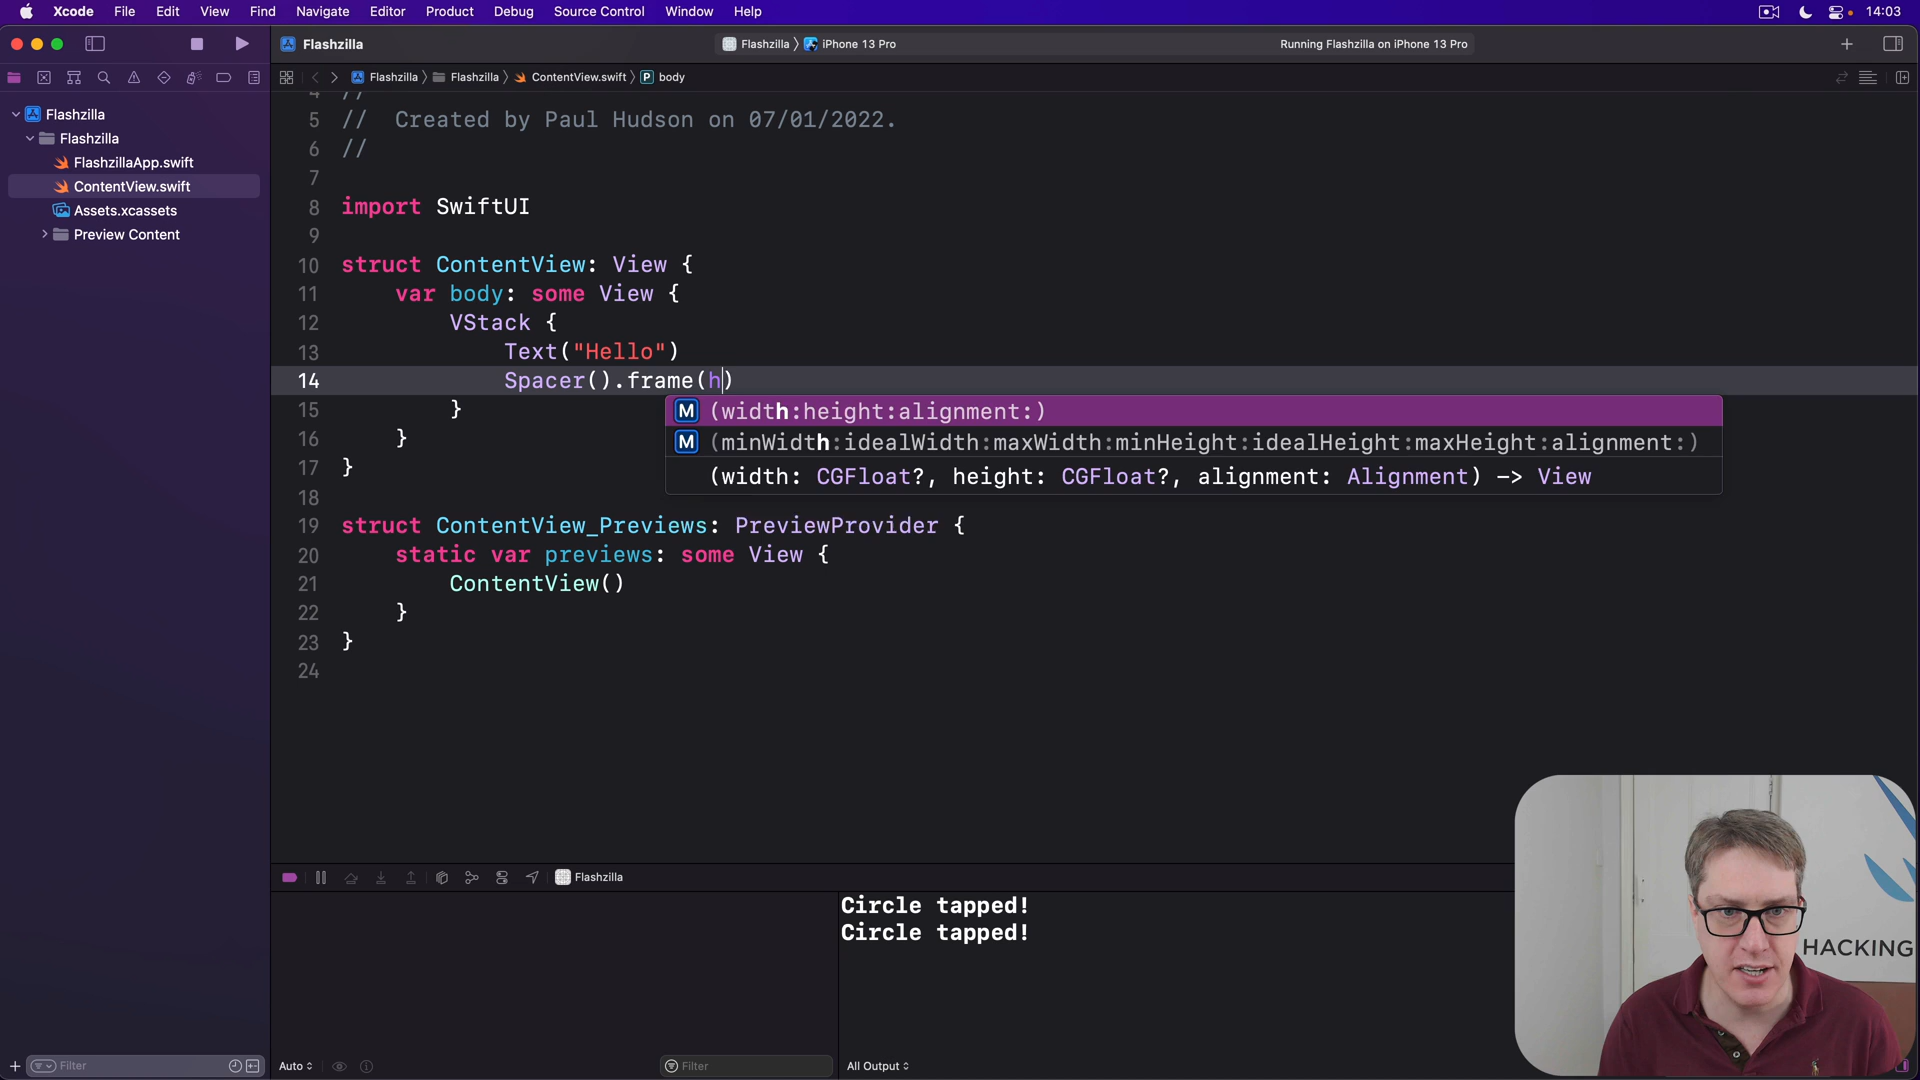 Xcode File Edit View Find Navigate Editor Product Debug Source Control Window Help 14:03
Flashzilla Flashzilla iPhone 13 Pro Running Flashzilla on iPhone 13 Pro
Flashzilla Flashzilla ContentView.swift P body
Flashzilla
Flashzilla
FlashzillaApp.swift
ContentView.swift
Assets.xcassets
Preview Content
4 //
5 //  Created by Paul Hudson on 07/01/2022.
6 //
7
8 import SwiftUI
9
10 struct ContentView: View {
11     var body: some View {
12         VStack {
13             Text("Hello")
14             Spacer().frame(h)
15         }
16     }
17 }
18
19 struct ContentView_Previews: PreviewProvider {
20     static var previews: some View {
21         ContentView()
22     }
23 }
24
M (width:height:alignment:)
M (minWidth:idealWidth:maxWidth:minHeight:idealHeight:maxHeight:alignment:)
(width: CGFloat?, height: CGFloat?, alignment: Alignment) -> View
Flashzilla
Circle tapped!
Circle tapped!
HACKING
Filter Auto Filter All Output